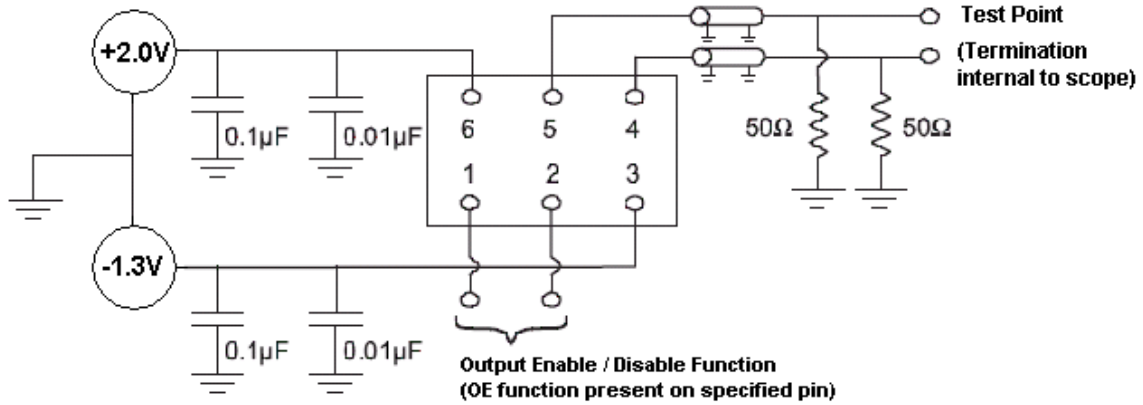 +2.0V
0.1µF
0.01µF
6 5 4
1 2 3
Test Point
(Termination
internal to scope)
50Ω
50Ω
-1.3V
0.1µF
0.01µF
Output Enable / Disable Function
(OE function present on specified pin)